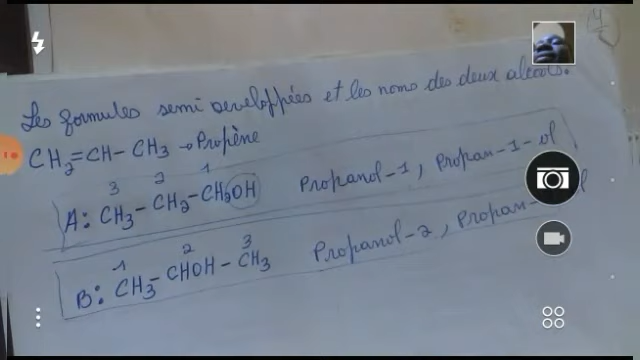 Les formules semi developpées et les noms des deux alcools.
CH₂=CH-CH₃ → Propène
3 2 1
A: CH₃-CH₂-CH₂OH Propanol-1, Propan-1-ol
1 2 3
B: CH₃-CHOH-CH₃ Propanol-2, Propan-